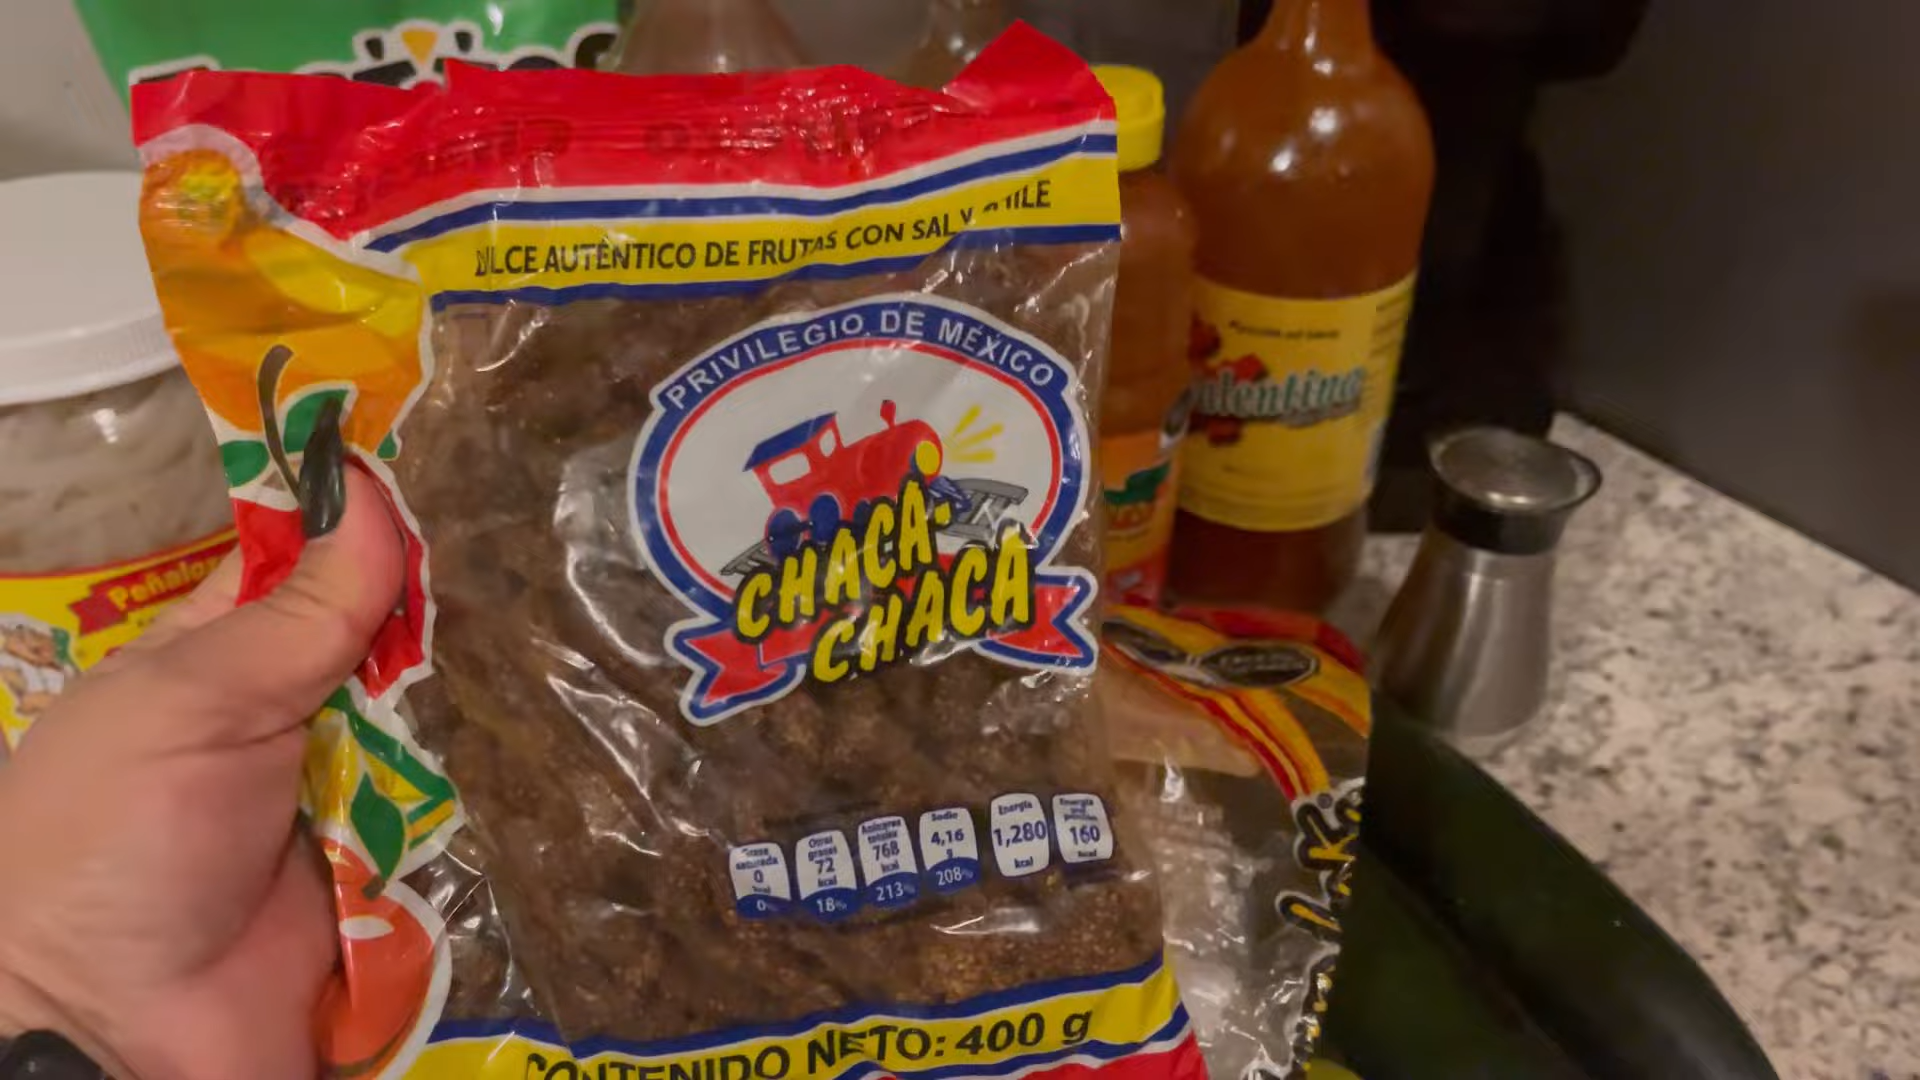 DULCE AUTÉNTICO DE FRUTAS CON SAL Y CHILE
PRIVILEGIO DE MÉXICO
CHACA-
CHACA
Grasa
saturada
0
kcal
0%
Otras
grasas
72
kcal
18%
Azúcares
totales
768
kcal
213%
Sodio
4,16
g
208%
Energía
1,280
kcal
Energía
por
porción
160
kcal
CONTENIDO NETO: 400 g
Valentina